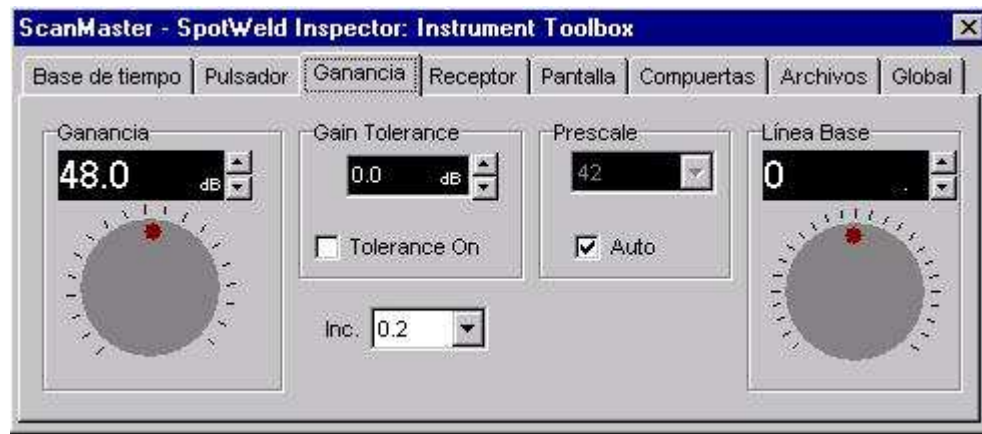 ScanMaster - SpotWeld Inspector: Instrument Toolbox
Base de tiempo Pulsador Ganancia Receptor Pantalla Compuertas Archivos Global
Ganancia
48.0 dB
Gain Tolerance
0.0 dB
Tolerance On
Prescale
42
Auto
Línea Base
0 .
Inc. 0.2